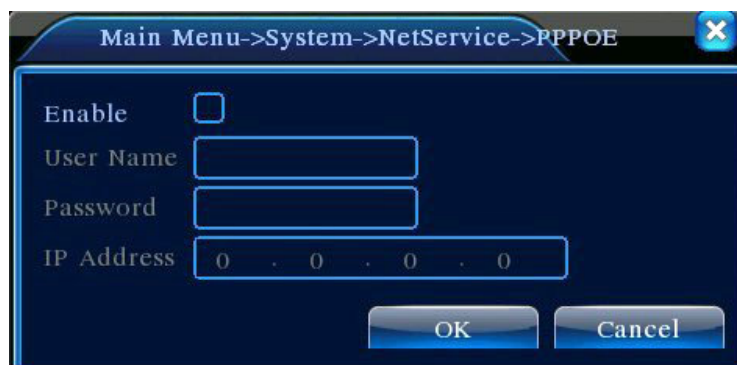 Main Menu->System->NetService->PPPOE
Enable
User Name
Password
IP Address 0 . 0 . 0 . 0
OK Cancel